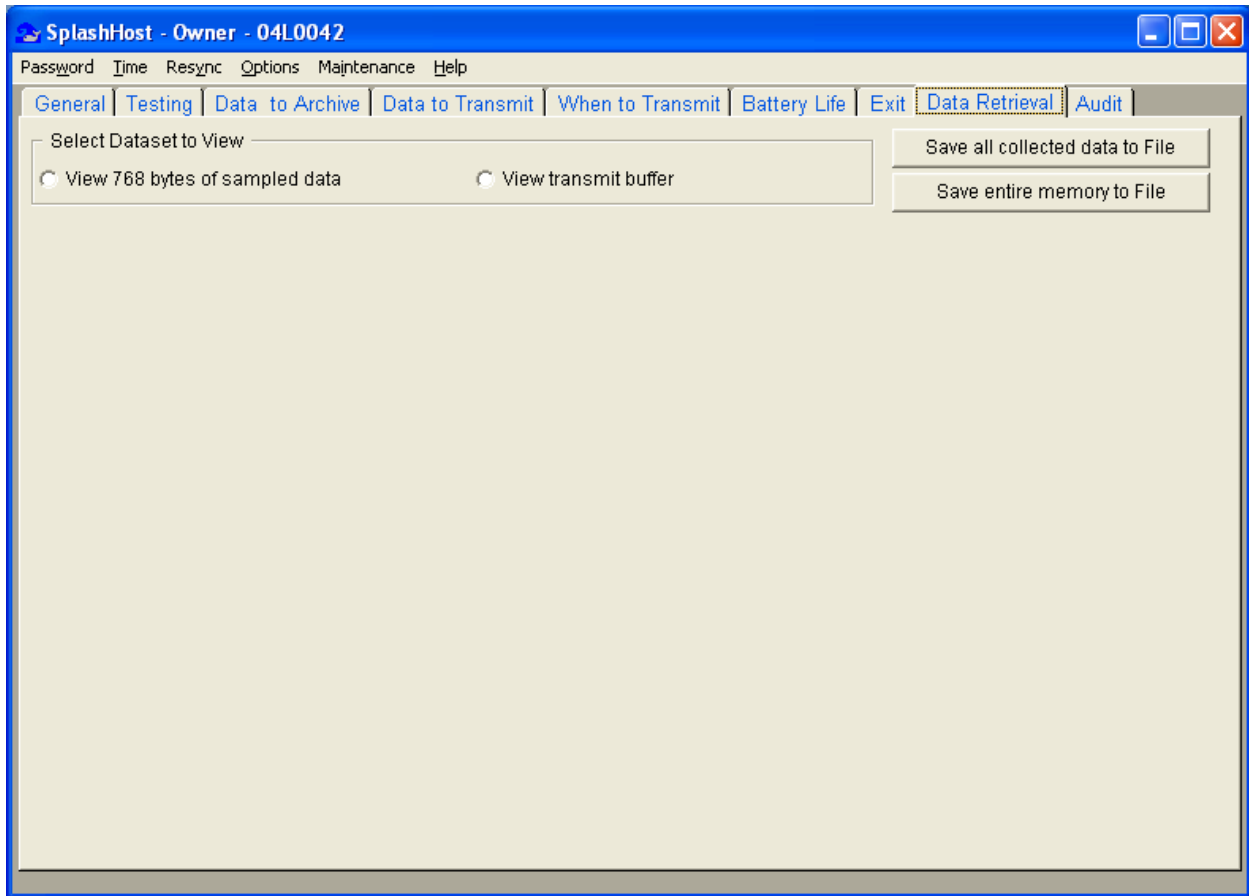 SplashHost - Owner - 04L0042
Password Time Resync Options Maintenance Help
General Testing Data to Archive Data to Transmit When to Transmit Battery Life Exit Data Retrieval Audit
Select Dataset to View
Save all collected data to File
View 768 bytes of sampled data View transmit buffer
Save entire memory to File